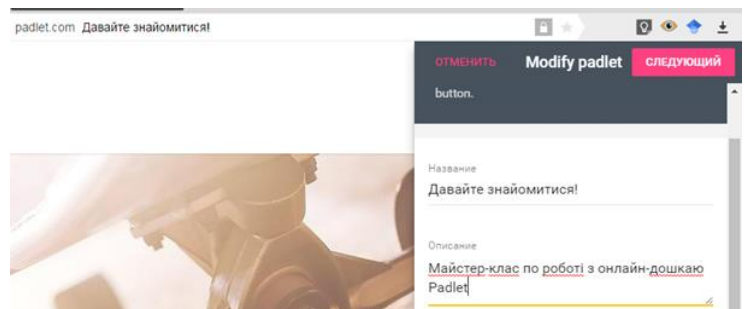 padlet.com Давайте знайомитися!
ОТМЕНИТЬ Modify padlet СЛЕДУЮЩИЙ
button.
Название
Давайте знайомитися!
Описание
Майстер-клас по роботі з онлайн-дошкаю
Padlet